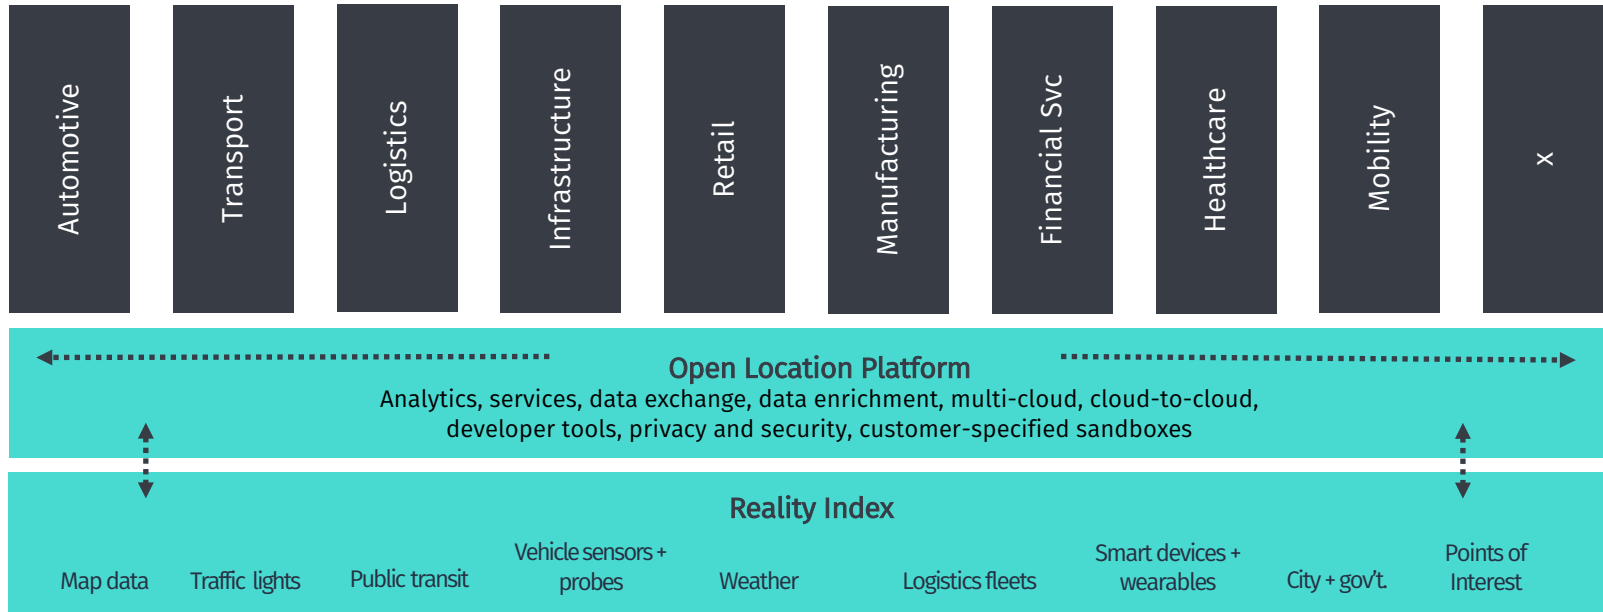 Automotive
Transport
Logistics
Infrastructure
Retail
Manufacturing
Financial Svc
Healthcare
Mobility
x
Open Location Platform
Analytics, services, data exchange, data enrichment, multi-cloud, cloud-to-cloud,
developer tools, privacy and security, customer-specified sandboxes
Reality Index
Map data
Traffic lights
Public transit
Vehicle sensors +
probes
Weather
Logistics fleets
Smart devices +
wearables
City + gov’t.
Points of
Interest